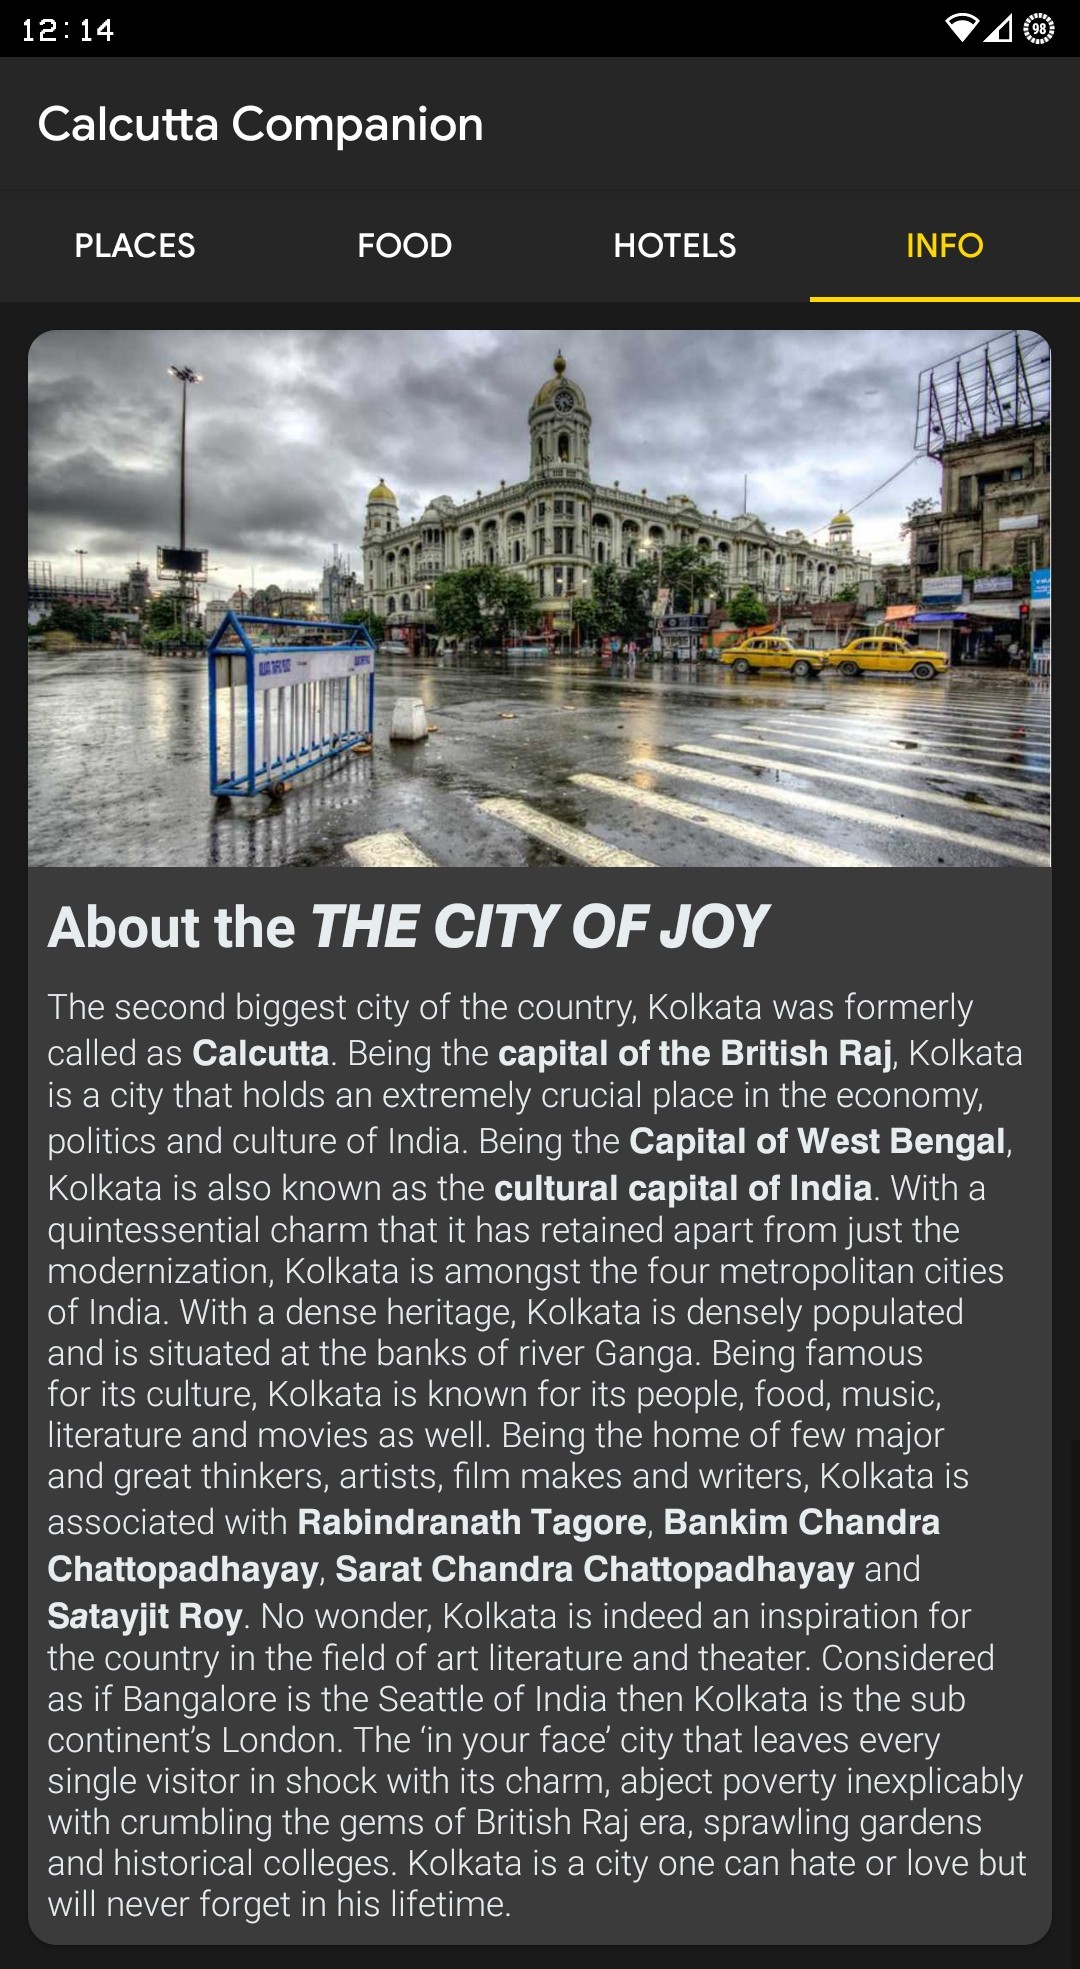 12:14
98
Calcutta Companion
PLACES FOOD HOTELS INFO
About the THE CITY OF JOY
The second biggest city of the country, Kolkata was formerly
called as Calcutta. Being the capital of the British Raj, Kolkata
is a city that holds an extremely crucial place in the economy,
politics and culture of India. Being the Capital of West Bengal,
Kolkata is also known as the cultural capital of India. With a
quintessential charm that it has retained apart from just the
modernization, Kolkata is amongst the four metropolitan cities
of India. With a dense heritage, Kolkata is densely populated
and is situated at the banks of river Ganga. Being famous
for its culture, Kolkata is known for its people, food, music,
literature and movies as well. Being the home of few major
and great thinkers, artists, film makes and writers, Kolkata is
associated with Rabindranath Tagore, Bankim Chandra
Chattopadhayay, Sarat Chandra Chattopadhayay and
Satayjit Roy. No wonder, Kolkata is indeed an inspiration for
the country in the field of art literature and theater. Considered
as if Bangalore is the Seattle of India then Kolkata is the sub
continent’s London. The ‘in your face’ city that leaves every
single visitor in shock with its charm, abject poverty inexplicably
with crumbling the gems of British Raj era, sprawling gardens
and historical colleges. Kolkata is a city one can hate or love but
will never forget in his lifetime.